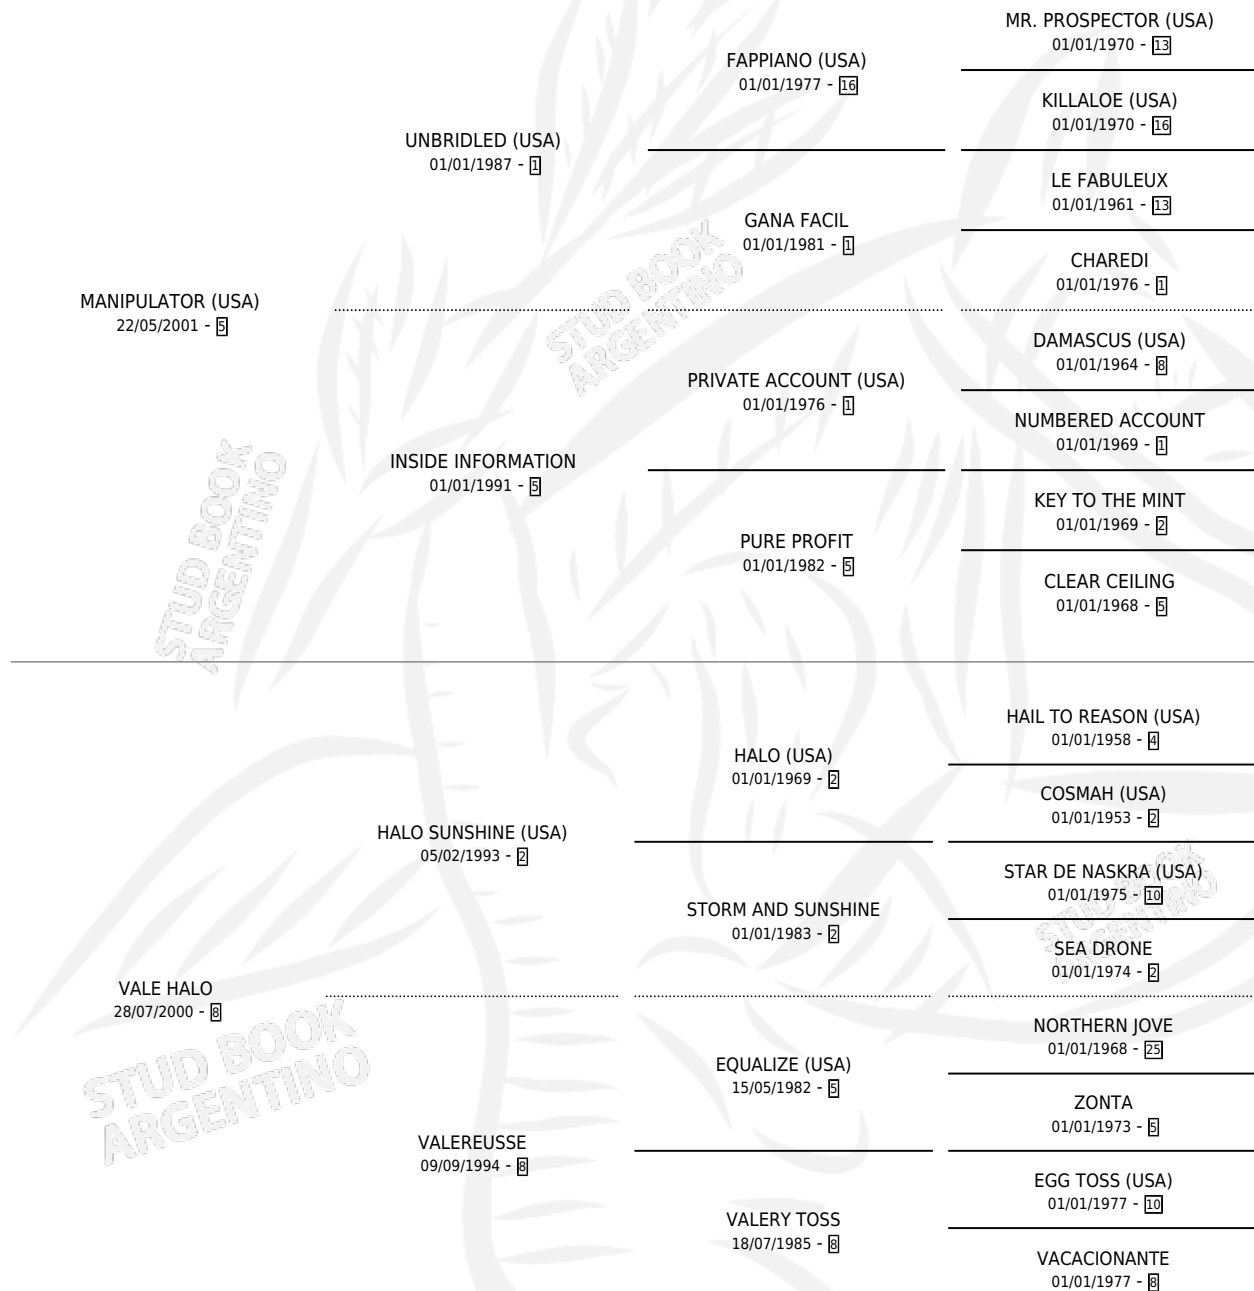 MR. PROSPECTOR (USA)
01/01/1970 - 13
FAPPIANO (USA)
01/01/1977 - 16
KILLALOE (USA)
01/01/1970 - 16
UNBRIDLED (USA)
01/01/1987 - 1
LE FABULEUX
01/01/1961 - 13
GANA FACIL
01/01/1981 - 1
CHAREDI
01/01/1976 - 1
MANIPULATOR (USA)
22/05/2001 - 5
DAMASCUS (USA)
01/01/1964 - 8
PRIVATE ACCOUNT (USA)
01/01/1976 - 1
NUMBERED ACCOUNT
01/01/1969 - 1
INSIDE INFORMATION
01/01/1991 - 5
KEY TO THE MINT
01/01/1969 - 2
PURE PROFIT
01/01/1982 - 5
CLEAR CEILING
01/01/1968 - 5
HAIL TO REASON (USA)
01/01/1958 - 4
HALO (USA)
01/01/1969 - 2
COSMAH (USA)
01/01/1953 - 2
HALO SUNSHINE (USA)
05/02/1993 - 2
STAR DE NASKRA (USA)
01/01/1975 - 10
STORM AND SUNSHINE
01/01/1983 - 2
SEA DRONE
01/01/1974 - 2
VALE HALO
28/07/2000 - 8
NORTHERN JOVE
01/01/1968 - 25
EQUALIZE (USA)
15/05/1982 - 5
ZONTA
01/01/1973 - 5
VALEREUSSE
09/09/1994 - 8
EGG TOSS (USA)
01/01/1977 - 10
VALERY TOSS
18/07/1985 - 8
VACACIONANTE
01/01/1977 - 8
STUD BOOK
ARGENTINO
STUD BOOK
ARGENTINO
STUD BOOK
ARGENTINO
STUD BOOK
ARGENTINO